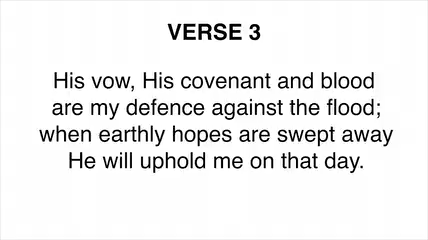 VERSE 3
His vow, His covenant and blood
are my defence against the flood;
when earthly hopes are swept away
He will uphold me on that day.